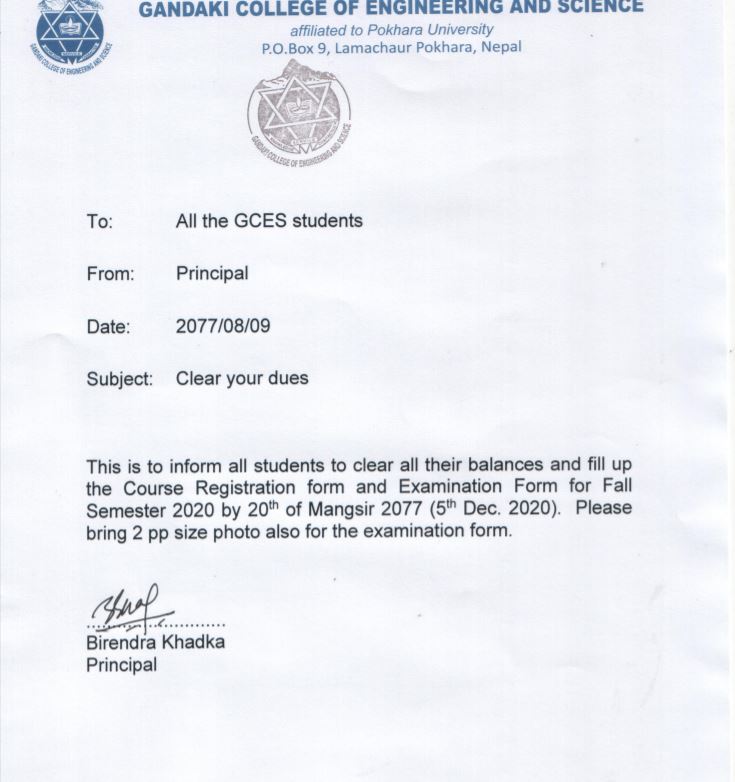 GANDAKI COLLEGE OF ENGINEERING AND SCIENCE
affiliated to Pokhara University
P.O.Box 9, Lamachaur Pokhara, Nepal
GANDAKI COLLEGE OF ENGINEERING AND SCIENCE
GANDAKI COLLEGE OF ENGINEERING AND SCIENCE
To: All the GCES students
From: Principal
Date: 2077/08/09
Subject: Clear your dues
This is to inform all students to clear all their balances and fill up
the Course Registration form and Examination Form for Fall
Semester 2020 by 20th of Mangsir 2077 (5th Dec. 2020). Please
bring 2 pp size photo also for the examination form.
Birendra Khadka
Principal